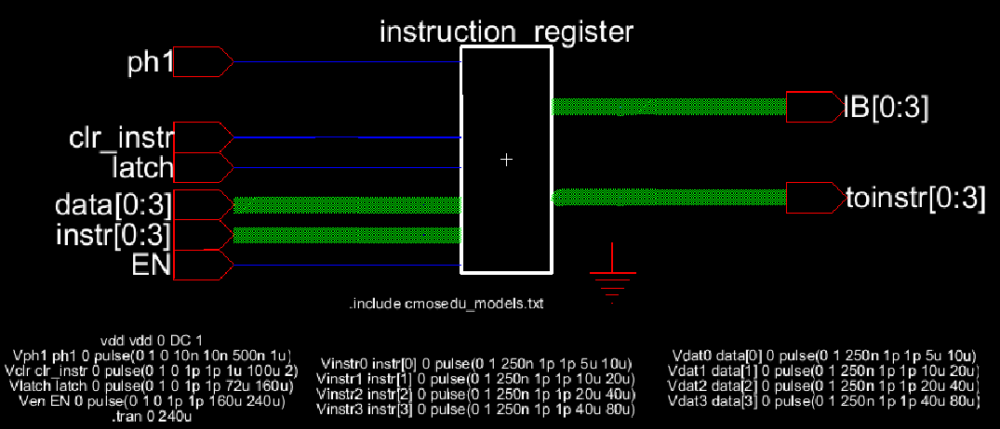 instruction_register
ph1
clr_instr
latch
data[0:3]
instr[0:3]
EN
IB[0:3]
toinstr[0:3]
.include cmosedu_models.txt
vdd vdd 0 DC 1
Vph1 ph1 0 pulse(0 1 0 10n 10n 500n 1u)
Vclr clr_instr 0 pulse(0 1 0 1p 1p 1u 100u 2)
Vlatch latch 0 pulse(0 1 0 1p 1p 72u 160u)
Ven EN 0 pulse(0 1 0 1p 1p 160u 240u)
.tran 0 240u
Vinstr0 instr[0] 0 pulse(0 1 250n 1p 1p 5u 10u)
Vinstr1 instr[1] 0 pulse(0 1 250n 1p 1p 10u 20u)
Vinstr2 instr[2] 0 pulse(0 1 250n 1p 1p 20u 40u)
Vinstr3 instr[3] 0 pulse(0 1 250n 1p 1p 40u 80u)
Vdat0 data[0] 0 pulse(0 1 250n 1p 1p 5u 10u)
Vdat1 data[1] 0 pulse(0 1 250n 1p 1p 10u 20u)
Vdat2 data[2] 0 pulse(0 1 250n 1p 1p 20u 40u)
Vdat3 data[3] 0 pulse(0 1 250n 1p 1p 40u 80u)